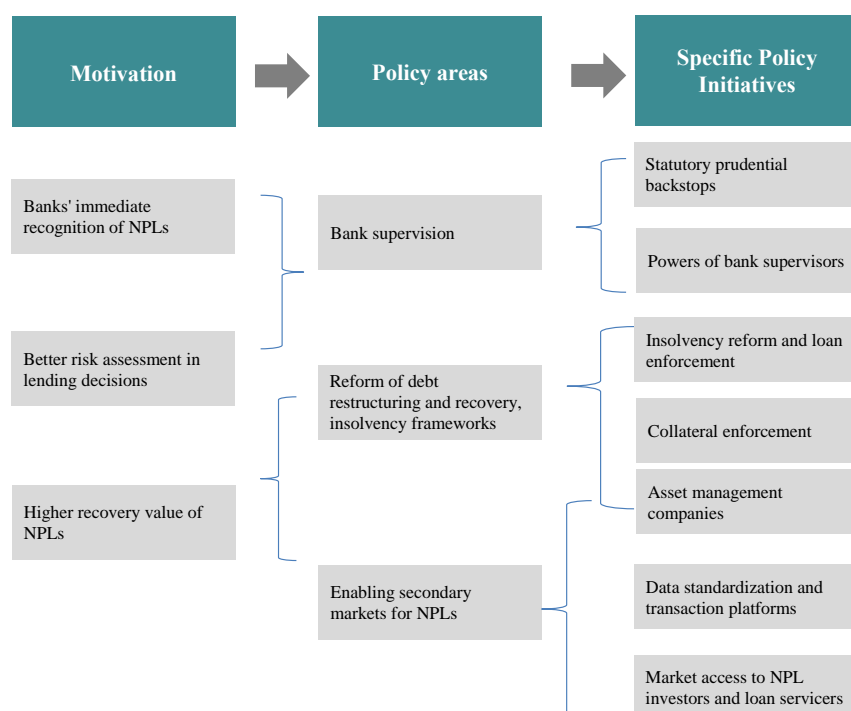 Motivation
Policy areas
Specific Policy
Initiatives
Banks' immediate
recognition of NPLs
Better risk assessment in
lending decisions
Higher recovery value of
NPLs
Bank supervision
Reform of debt
restructuring and recovery,
insolvency frameworks
Enabling secondary
markets for NPLs
Statutory prudential
backstops
Powers of bank supervisors
Insolvency reform and loan
enforcement
Collateral enforcement
Asset management
companies
Data standardization and
transaction platforms
Market access to NPL
investors and loan servicers